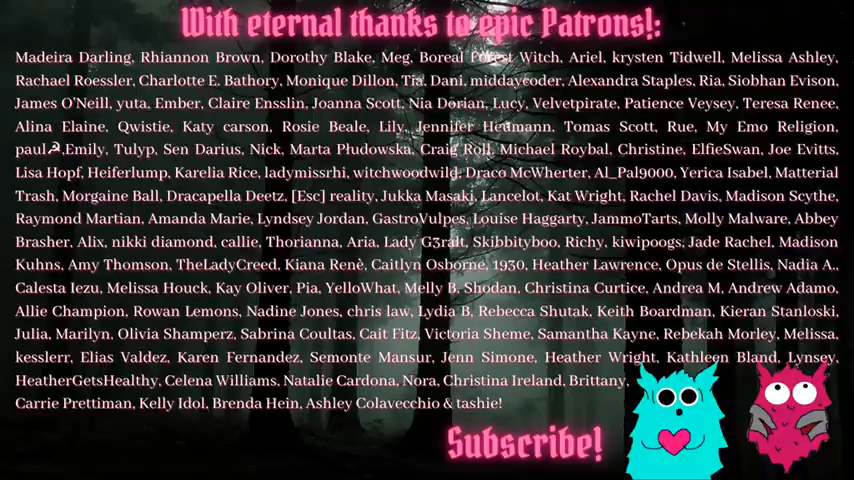 With eternal thanks to epic Patrons!:
Madeira Darling, Rhiannon Brown, Dorothy Blake, Meg, Boreal Forest Witch, Ariel, krysten Tidwell, Melissa Ashley,
Rachael Roessler, Charlotte E. Bathory, Monique Dillon, Tia, Dani, middaycoder, Alexandra Staples, Ria, Siobhan Evison,
James O'Neill, yuta, Ember, Claire Ensslin, Joanna Scott, Nia Dorian, Lucy, Velvetpirate, Patience Veysey, Teresa Renee,
Alina Elaine, Qwistie, Katy carson, Rosie Beale, Lily, Jennifer Heumann, Tomas Scott, Rue, My Emo Religion,
paul☭,Emily, Tulyp, Sen Darius, Nick, Marta Płudowska, Craig Roll, Michael Roybal, Christine, ElfieSwan, Joe Evitts,
Lisa Hopf, Heiferlump, Karelia Rice, ladymissrhi, witchwoodwild, Draco McWherter, Al_Pal9000, Yerica Isabel, Matterial
Trash, Morgaine Ball, Dracapella Deetz, [Esc] reality, Jukka Masaki, Lancelot, Kat Wright, Rachel Davis, Madison Scythe,
Raymond Martian, Amanda Marie, Lyndsey Jordan, GastroVulpes, Louise Haggarty, JammoTarts, Molly Malware, Abbey
Brasher, Alix, nikki diamond, callie, Thorianna, Aria, Lady G3ralt, Skibbityboo, Richy, kiwipoogs, Jade Rachel, Madison
Kuhns, Amy Thomson, TheLadyCreed, Kiana Renè, Caitlyn Osborne, 1930, Heather Lawrence, Opus de Stellis, Nadia A.,
Calesta Iezu, Melissa Houck, Kay Oliver, Pia, YelloWhat, Melly B, Shodan, Christina Curtice, Andrea M, Andrew Adamo,
Allie Champion, Rowan Lemons, Nadine Jones, chris law, Lydia B, Rebecca Shutak, Keith Boardman, Kieran Stanloski,
Julia, Marilyn, Olivia Shamperz, Sabrina Coultas, Cait Fitz, Victoria Sheme, Samantha Kayne, Rebekah Morley, Melissa,
kesslerr, Elias Valdez, Karen Fernandez, Semonte Mansur, Jenn Simone, Heather Wright, Kathleen Bland, Lynsey,
HeatherGetsHealthy, Celena Williams, Natalie Cardona, Nora, Christina Ireland, Brittany,
Carrie Prettiman, Kelly Idol, Brenda Hein, Ashley Colavecchio & tashie!
Subscribe!